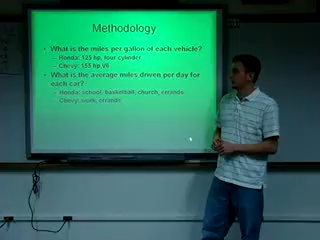 Methodology
• What is the miles per gallon of each vehicle?
– Honda: 125 hp, four cylinder
– Chevy: 155 hp,V6
• What is the average miles driven per day for
each car?
– Honda: school, basketball, church, errands
– Chevy: work, errands